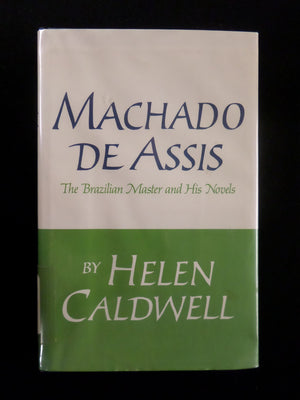 MACHADO
DE ASSIS
The Brazilian Master and His Novels
BY HELEN
CALDWELL